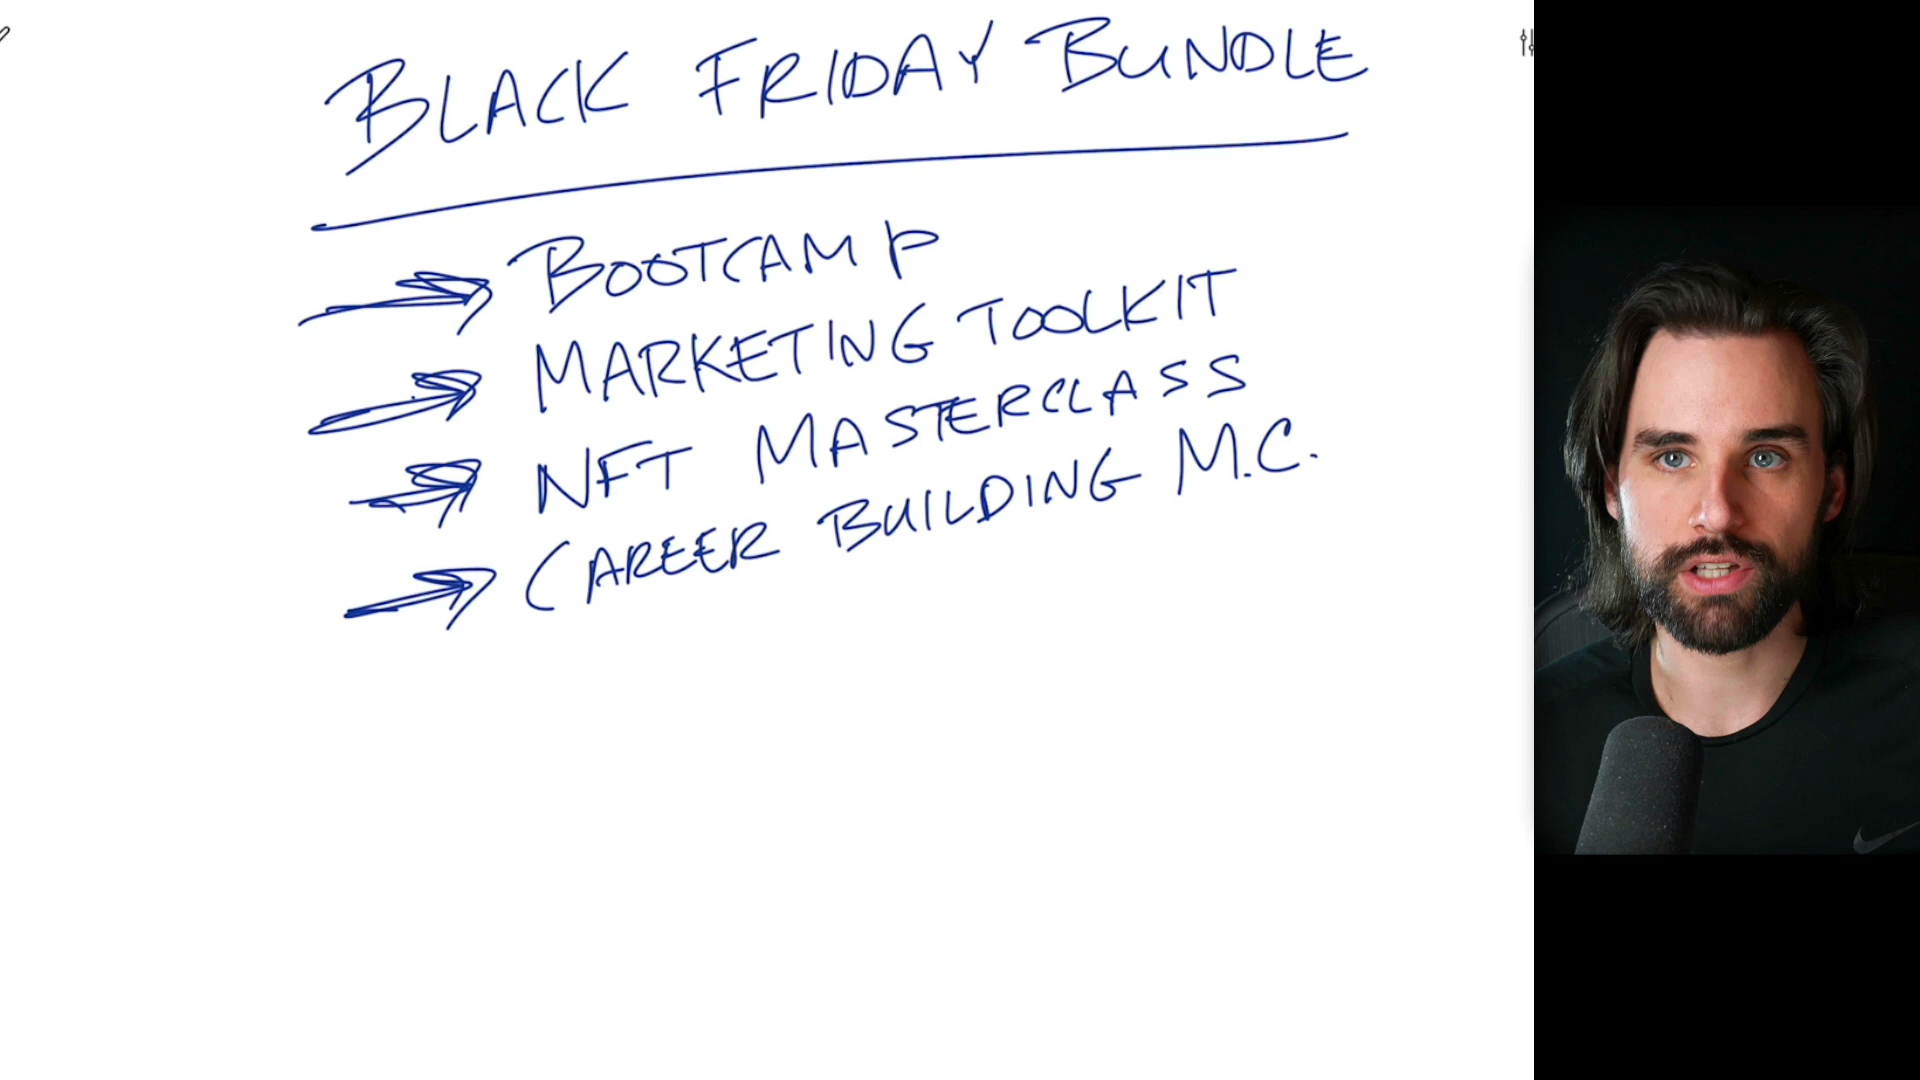 BLACK FRIDAY BUNDLE
BOOTCAMP
MARKETING TOOLKIT
NFT MASTERCLASS
CAREER BUILDING M.C.